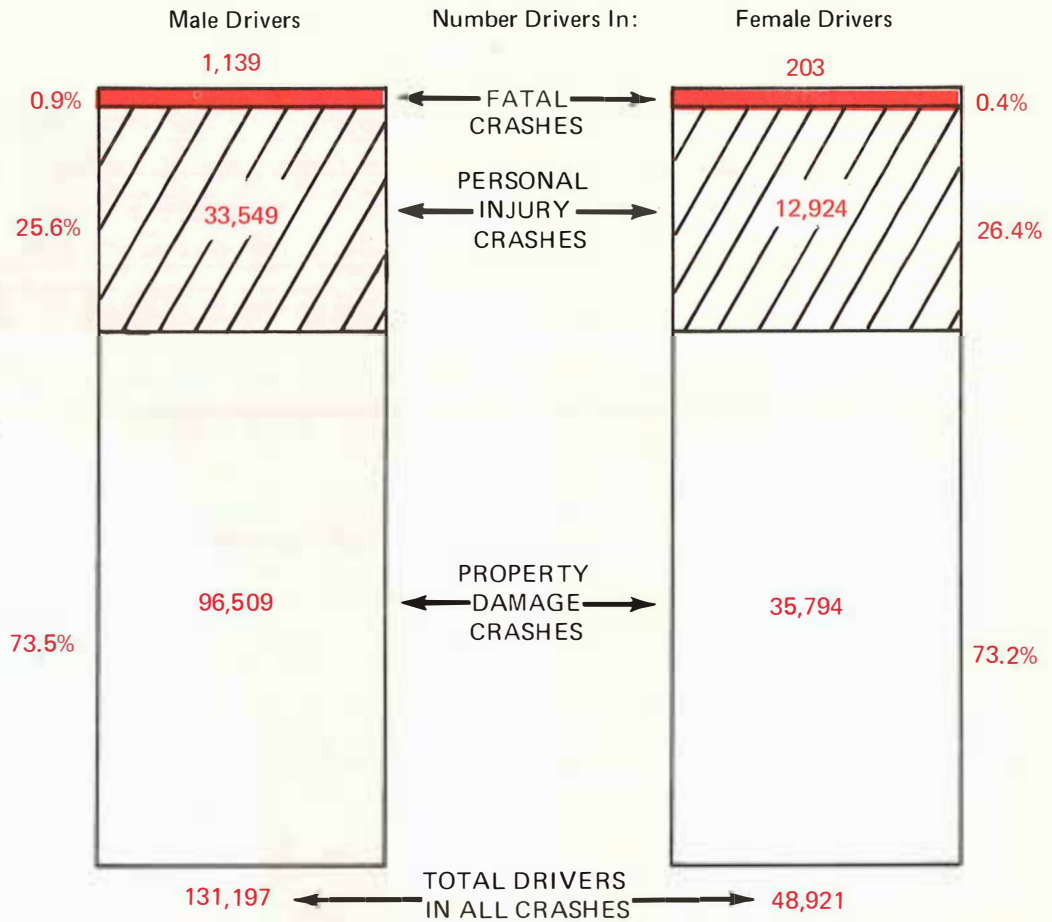 Male Drivers Number Drivers In: Female Drivers
1,139 203
0.9% FATAL 0.4%
CRASHES
PERSONAL
33,549 INJURY 12,924
25.6% CRASHES 26.4%
PROPERTY
96,509 DAMAGE 35,794
CRASHES
73.5% 73.2%
131,197 TOTAL DRIVERS 48,921
IN ALL CRASHES